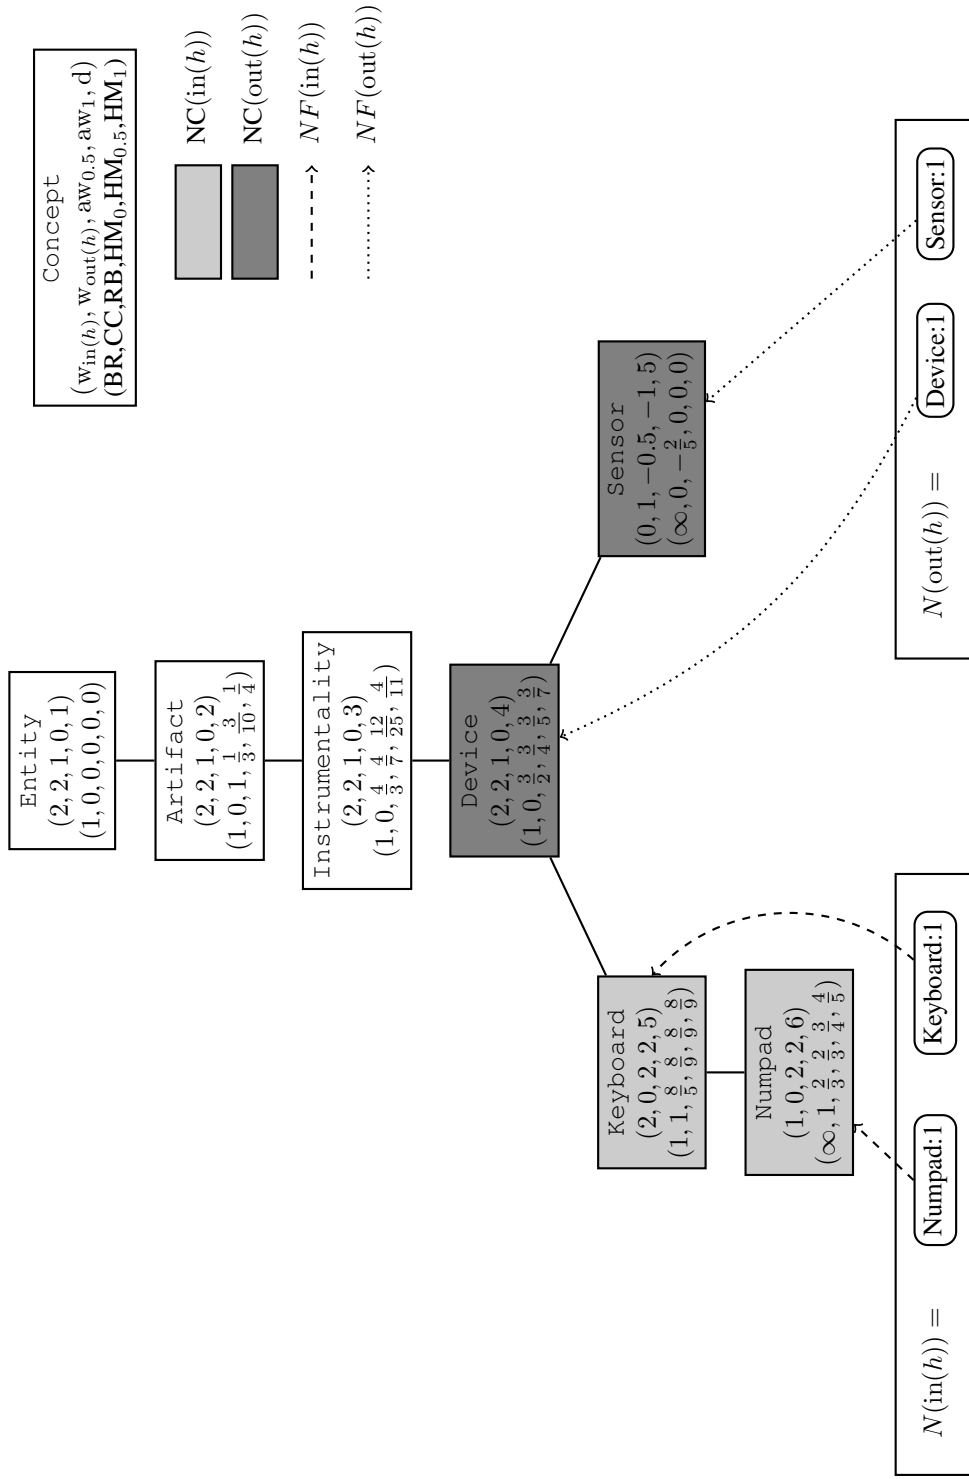 Entity
(2, 2, 1, 0, 1)
(1, 0, 0, 0, 0, 0)
Artifact
(2, 2, 1, 0, 2)
(1, 0, 1, 1/3, 3/10, 1/4)
Instrumentality
(2, 2, 1, 0, 3)
(1, 0, 4/3, 4/7, 12/25, 4/11)
Device
(2, 2, 1, 0, 4)
(1, 0, 3/2, 3/4, 3/5, 3/7)
Keyboard
(2, 0, 2, 2, 5)
(1, 1, 8/5, 8/9, 8/9, 8/9)
Numpad
(1, 0, 2, 2, 6)
(∞, 1, 2/3, 2/3, 3/4, 4/5)
Sensor
(0, 1, −0.5, −1, 5)
(∞, 0, −2/5, 0, 0, 0)
Concept
(w_in(h), w_out(h), aw_0.5, aw_1, d)
(BR,CC,RB,HM_0,HM_0.5,HM_1)
NC(in(h))
NC(out(h))
NF(in(h))
NF(out(h))
N(in(h)) = Numpad:1 Keyboard:1
N(out(h)) = Device:1 Sensor:1